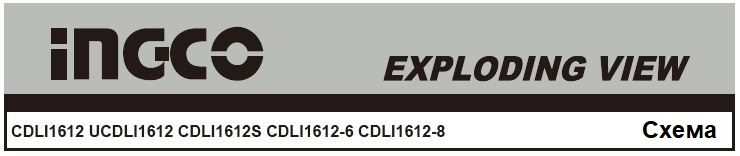 INGCO
EXPLODING VIEW
CDLI1612 UCDLI1612 CDLI1612S CDLI1612-6 CDLI1612-8 Схема